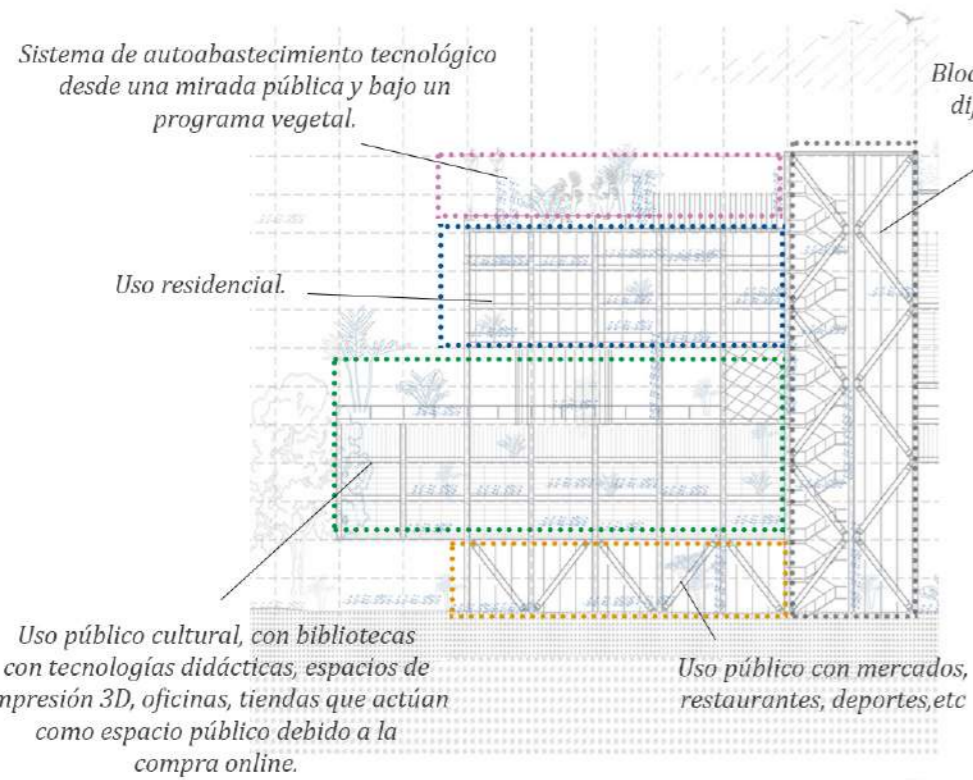 Sistema de autoabastecimiento tecnológico
desde una mirada pública y bajo un
programa vegetal.
Uso residencial.
Uso público cultural, con bibliotecas
con tecnologías didácticas, espacios de
mpresión 3D, oficinas, tiendas que actúan
como espacio público debido a la
compra online.
Uso público con mercados,
restaurantes, deportes,etc